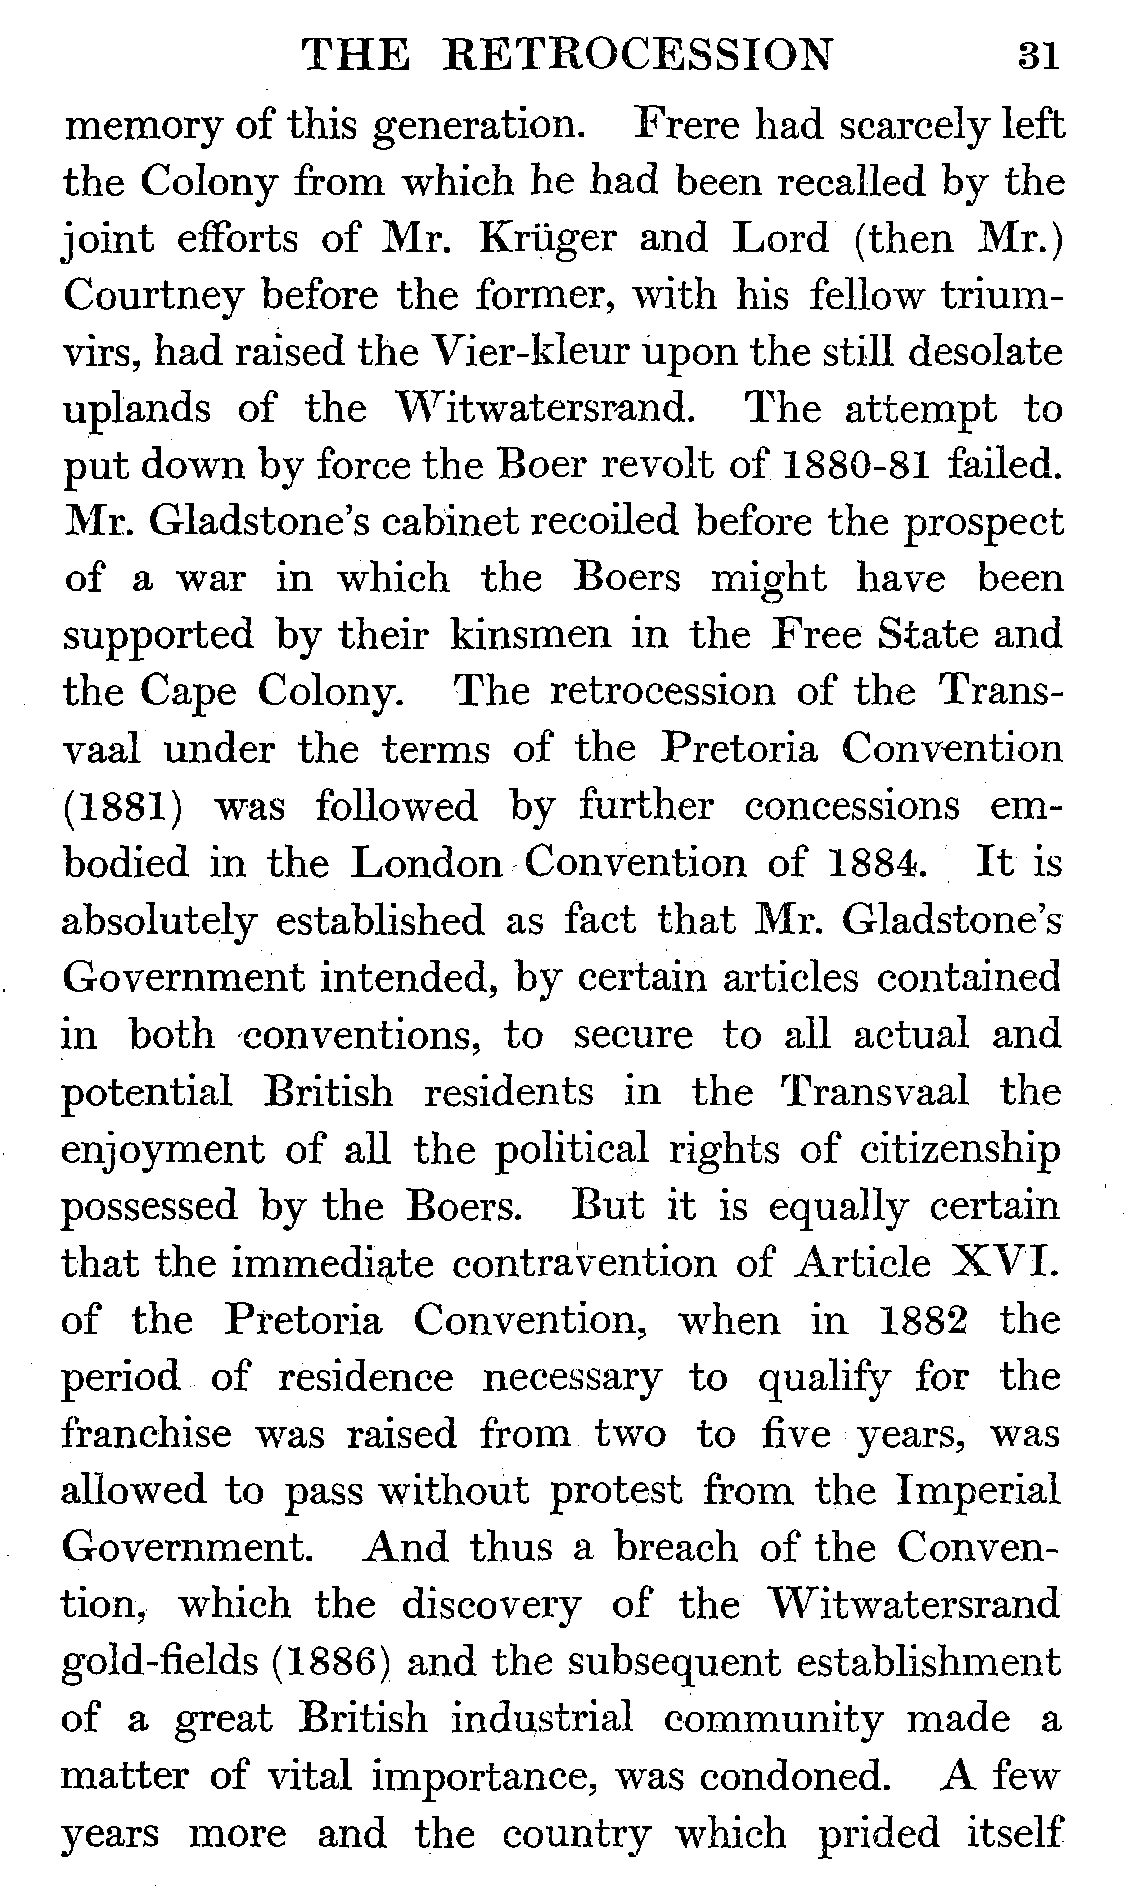 THE RETROCESSION 31
memory of this generation. Frere had scarcely left
the Colony from which he had been recalled by the
joint efforts of Mr. Krüger and Lord (then Mr.)
Courtney before the former, with his fellow trium-
virs, had raised the Vier-kleur upon the still desolate
uplands of the Witwatersrand. The attempt to
put down by force the Boer revolt of 1880-81 failed.
Mr. Gladstone's cabinet recoiled before the prospect
of a war in which the Boers might have been
supported by their kinsmen in the Free State and
the Cape Colony. The retrocession of the Trans-
vaal under the terms of the Pretoria Convention
(1881) was followed by further concessions em-
bodied in the London Convention of 1884. It is
absolutely established as fact that Mr. Gladstone's
Government intended, by certain articles contained
in both conventions, to secure to all actual and
potential British residents in the Transvaal the
enjoyment of all the political rights of citizenship
possessed by the Boers. But it is equally certain
that the immediate contravention of Article XVI.
of the Pretoria Convention, when in 1882 the
period of residence necessary to qualify for the
franchise was raised from two to five years, was
allowed to pass without protest from the Imperial
Government. And thus a breach of the Conven-
tion, which the discovery of the Witwatersrand
gold-fields (1886) and the subsequent establishment
of a great British industrial community made a
matter of vital importance, was condoned. A few
years more and the country which prided itself